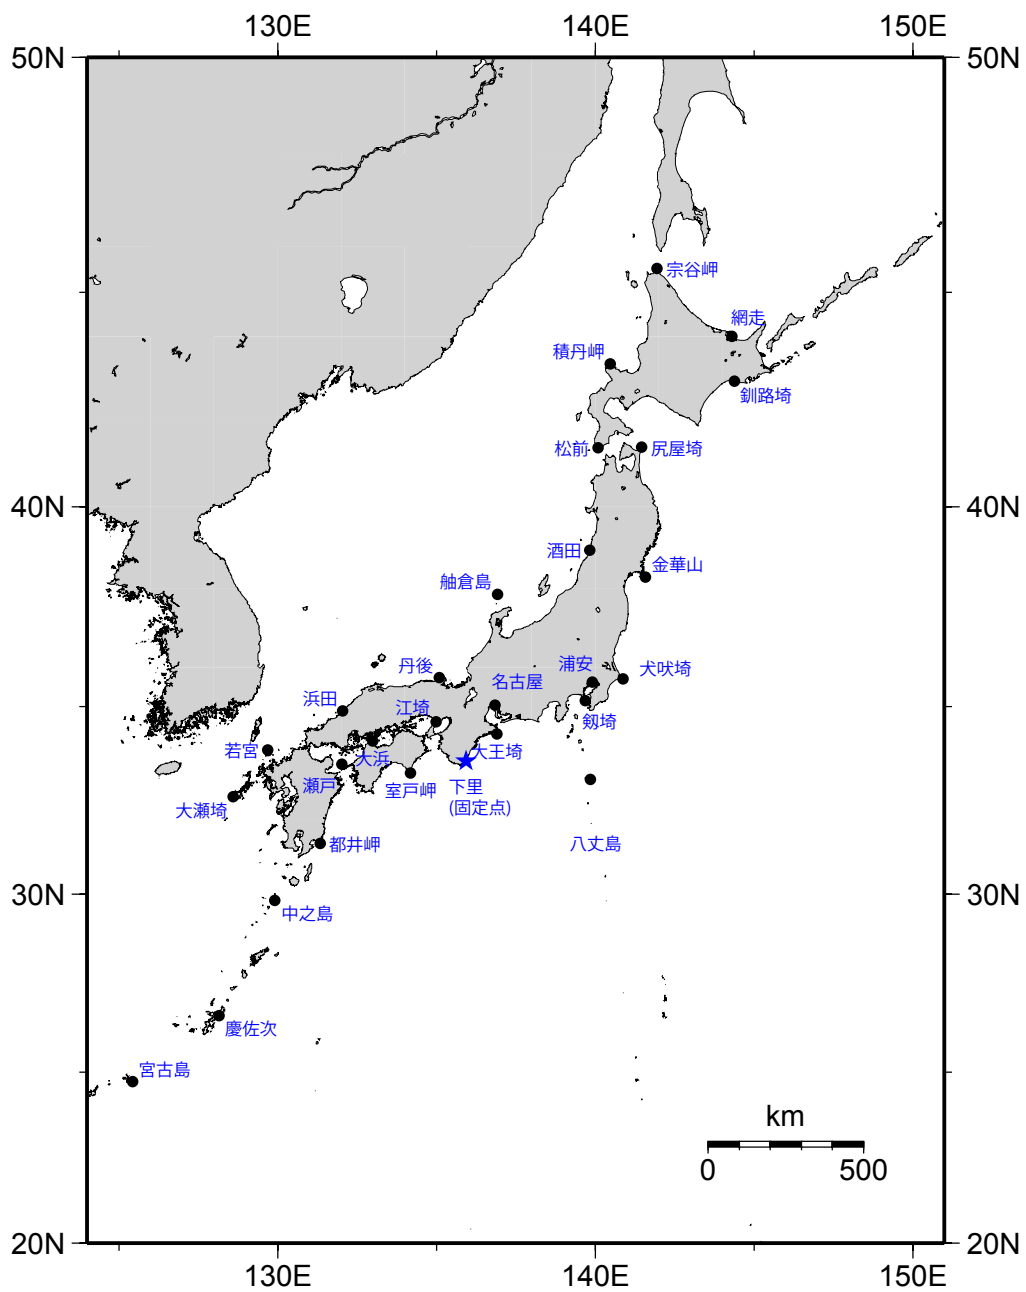 130E
140E
150E
50N
50N
宗谷岬
網走
積丹岬
釧路埼
松前
尻屋埼
40N
40N
酒田
金華山
舳倉島
丹後
浦安
犬吠埼
名古屋
浜田
江埼
剱埼
若宮
大浜
大王埼
瀬戸
室戸岬
下里
(固定点)
大瀬埼
都井岬
八丈島
30N
30N
中之島
慶佐次
宮古島
km
0
500
20N
20N
130E
140E
150E